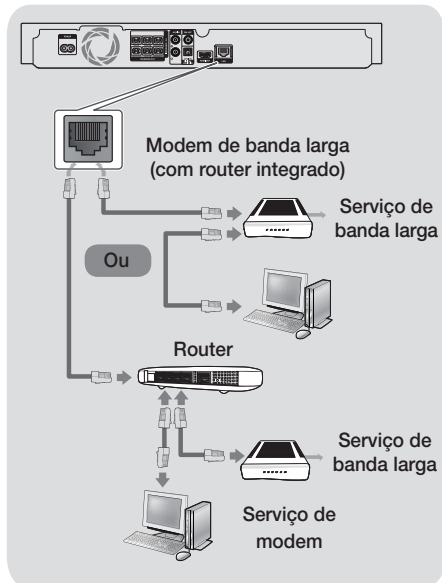 Modem de banda larga
(com router integrado)
Serviço de
banda larga
Ou
Router
Serviço de
banda larga
Serviço de
modem